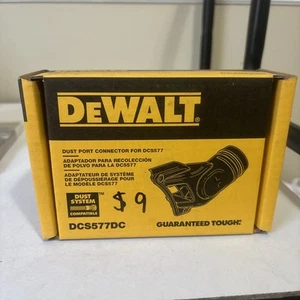 DEWALT
DUST PORT CONNECTOR FOR DCS577
ADAPTADOR PARA RECOLECCIÓN
DE POLVO PARA LA DCS577
ADAPTATEUR DE SYSTÈME
DE DÉPOUSSIÉRAGE POUR
LE MODÈLE DCS577
DUST
SYSTEM
COMPATIBLE
$9
DCS577DC
GUARANTEED TOUGH.